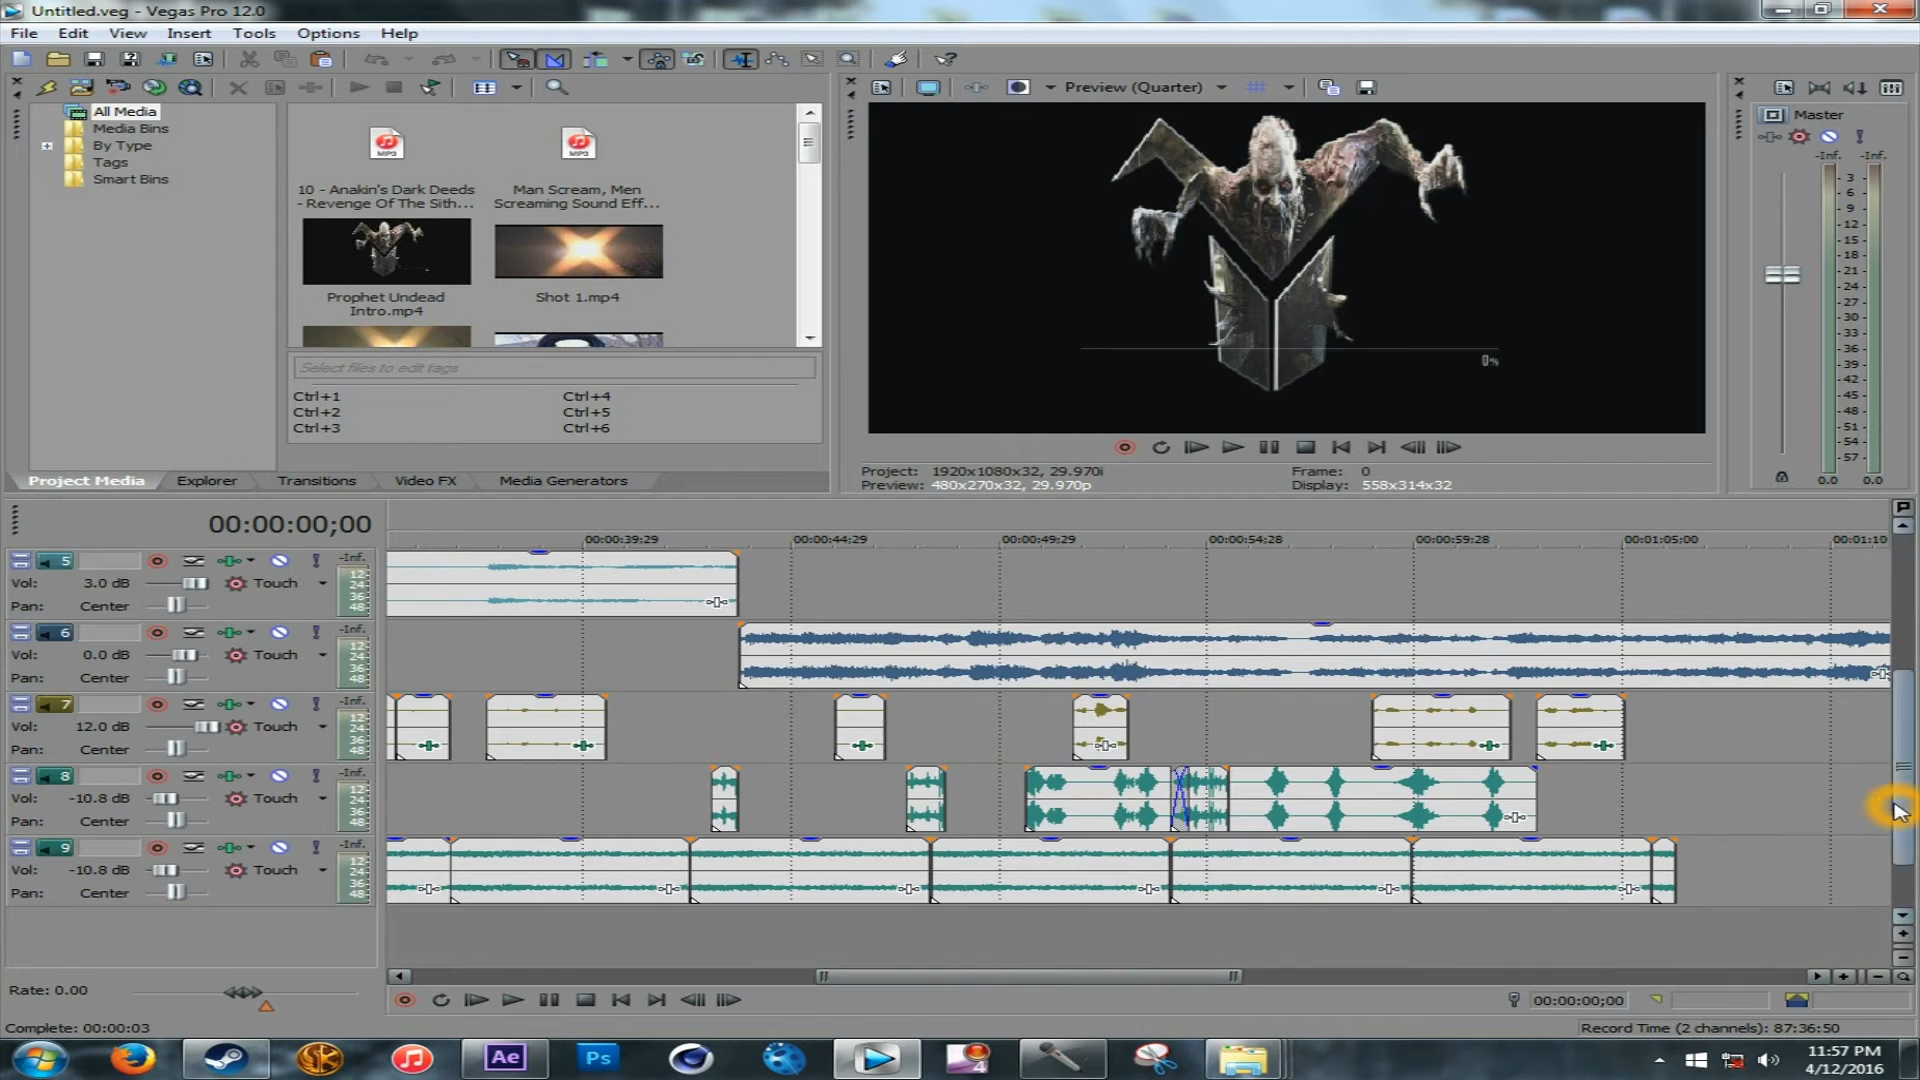 Untitled.veg - Vegas Pro 12.0
File Edit View Insert Tools Options Help
All Media
Media Bins
By Type
Tags
Smart Bins
MP3
MP3
10 - Anakin's Dark Deeds
- Revenge Of The Sith...
Man Scream, Men
Screaming Sound Eff...
Prophet Undead
Intro.mp4
Shot 1.mp4
Select files to edit tags
Ctrl+1 Ctrl+4
Ctrl+2 Ctrl+5
Ctrl+3 Ctrl+6
Project Media Explorer Transitions Video FX Media Generators
Preview (Quarter)
0%
Project: 1920x1080x32, 29.970i Frame: 0
Preview: 480x270x32, 29.970p Display: 558x314x32
Master
-Inf. -Inf.
3
6
9
12
15
18
21
24
27
30
33
36
39
42
45
48
51
54
57
0.0 0.0
00:00:00;00
00:00:39;29 00:00:44;29 00:00:49;29 00:00:54;28 00:00:59;28 00:01:05;00 00:01:10
5 -Inf.
Vol: 3.0 dB Touch
Pan: Center
12
24
36
48
6 -Inf.
Vol: 0.0 dB Touch
Pan: Center
12
24
36
48
7 -Inf.
Vol: 12.0 dB Touch
Pan: Center
12
24
36
48
8 -Inf.
Vol: -10.8 dB Touch
Pan: Center
12
24
36
48
9 -Inf.
Vol: -10.8 dB Touch
Pan: Center
12
24
36
48
Rate: 0.00
00:00:00;00
Complete: 00:00:03
Record Time (2 channels): 87:36:50
Ae
Ps
4
11:57 PM
4/12/2016